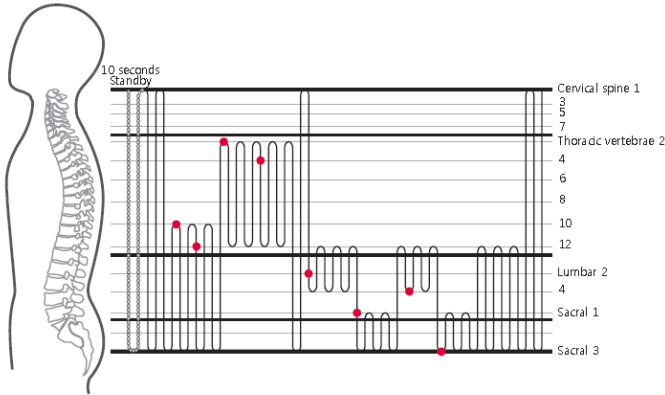 10 seconds
Standby
Cervical spine 1
3
5
7
Thoracic vertebrae 2
4
6
8
10
12
Lumbar 2
4
Sacral 1
Sacral 3